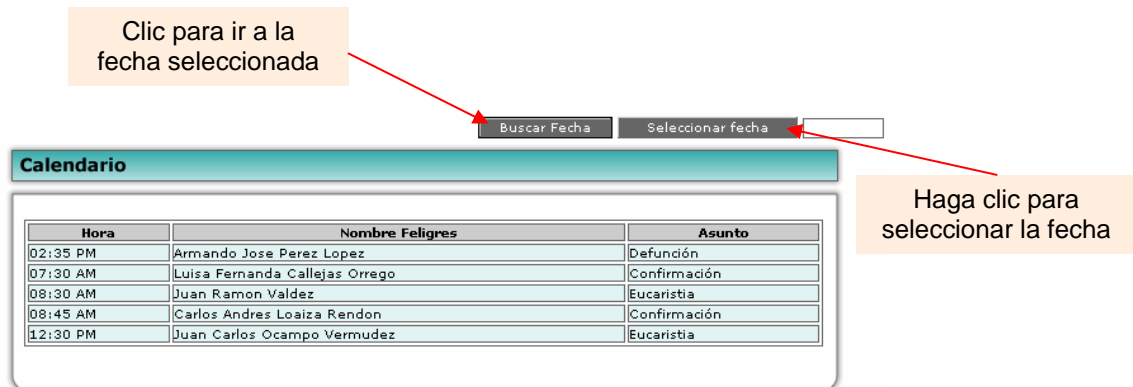 Clic para ir a la
fecha seleccionada
Buscar Fecha Seleccionar fecha
Calendario
Haga clic para
seleccionar la fecha
Hora Nombre Feligres Asunto
02:35 PM Armando Jose Perez Lopez Defunción
07:30 AM Luisa Fernanda Callejas Orrego Confirmación
08:30 AM Juan Ramon Valdez Eucaristia
08:45 AM Carlos Andres Loaiza Rendon Confirmación
12:30 PM Juan Carlos Ocampo Vermudez Eucaristia